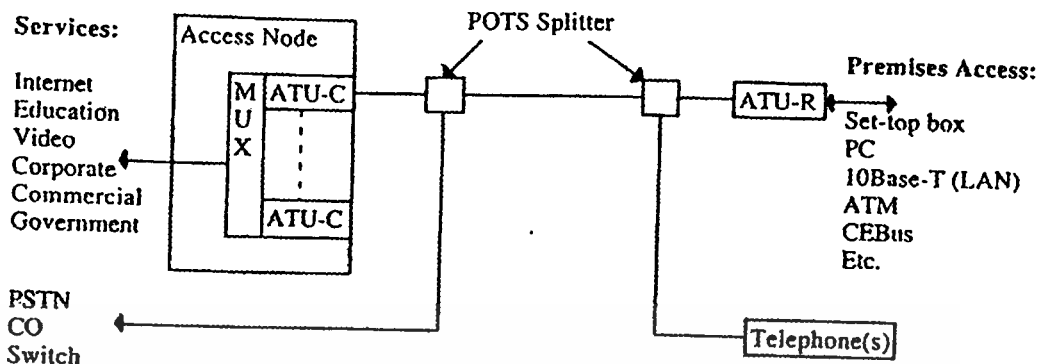 Services:
Internet
Education
Video
Corporate
Commercial
Government
PSTN
CO
Switch
Access Node
MUX
ATU-C
ATU-C
POTS Splitter
ATU-R
Premises Access:
Set-top box
PC
10Base-T (LAN)
ATM
CEBus
Etc.
Telephone(s)